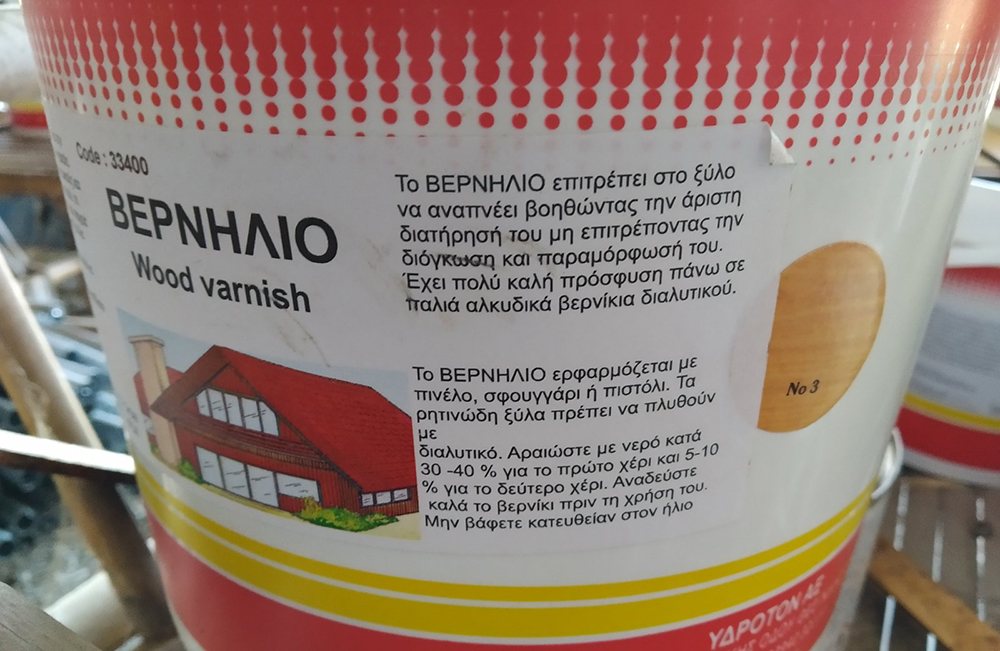 Code : 33400
ΒΕΡΝΗΛΙΟ
Wood varnish
Το ΒΕΡΝΗΛΙΟ επιτρέπει στο ξύλο
να αναπνέει βοηθώντας την άριστη
διατήρησή του μη επιτρέποντας την
διόγκωση και παραμόρφωσή του.
Έχει πολύ καλή πρόσφυση πάνω σε
παλιά αλκυδικά βερνίκια διαλυτικού.
Το ΒΕΡΝΗΛΙΟ ερφαρμόζεται με
πινέλο, σφουγγάρι ή πιστόλι. Τα
ρητινώδη ξύλα πρέπει να πλυθούν
με
διαλυτικό. Αραιώστε με νερό κατά
30 -40 % για το πρώτο χέρι και 5-10
% για το δεύτερο χέρι. Αναδεύστε
καλά το βερνίκι πριν τη χρήση του.
Μην βάφετε κατευθείαν στον ήλιο
No 3
ΥΔΡΟΤΟΝ ΑΕ